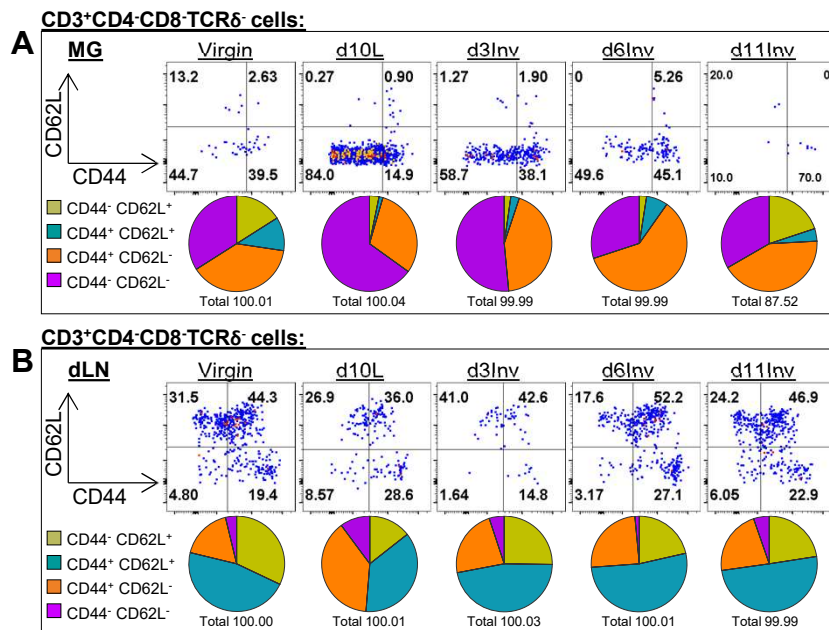 CD3⁺CD4⁻CD8⁻TCRδ⁻ cells:
A
MG
Virgin
d10L
d3Inv
d6Inv
d11Inv
13.2 2.63
0.27 0.90
1.27 1.90
0 5.26
20.0 0
CD62L
CD44
44.7 39.5
84.0 14.9
58.7 38.1
49.6 45.1
10.0 70.0
CD44⁻ CD62L⁺
CD44⁺ CD62L⁺
CD44⁺ CD62L⁻
CD44⁻ CD62L⁻
Total 100.01
Total 100.04
Total 99.99
Total 99.99
Total 87.52
CD3⁺CD4⁻CD8⁻TCRδ⁻ cells:
B
dLN
Virgin
d10L
d3Inv
d6Inv
d11Inv
31.5 44.3
26.9 36.0
41.0 42.6
17.6 52.2
24.2 46.9
CD62L
CD44
4.80 19.4
8.57 28.6
1.64 14.8
3.17 27.1
6.05 22.9
CD44⁻ CD62L⁺
CD44⁺ CD62L⁺
CD44⁺ CD62L⁻
CD44⁻ CD62L⁻
Total 100.00
Total 100.01
Total 100.03
Total 100.01
Total 99.99